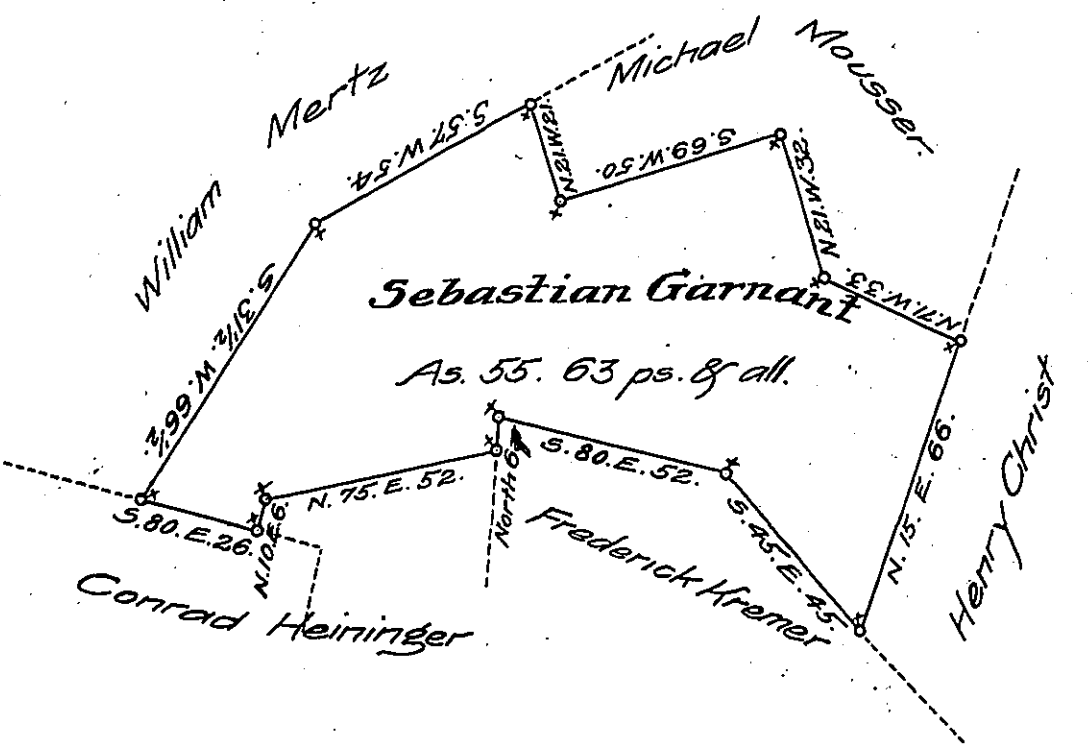 William Mertz
Michael Mousser.
S. 57. W. 54.
N. 21. W. 21.
S. 69. W. 50.
N. 21. W. 32.
N. 71. W. 33.
S. 31½. W. 66½.
Sebastian Garnant
As. 55. 63 ps. & all.
N. 15. E. 66.
Henry Christ
S. 80. E. 26.
N. 10. E. 6.
N. 75. E. 52.
North 6.
S. 80. E. 52.
S. 45. E. 45.
Conrad Heininger
Frederick Kremer